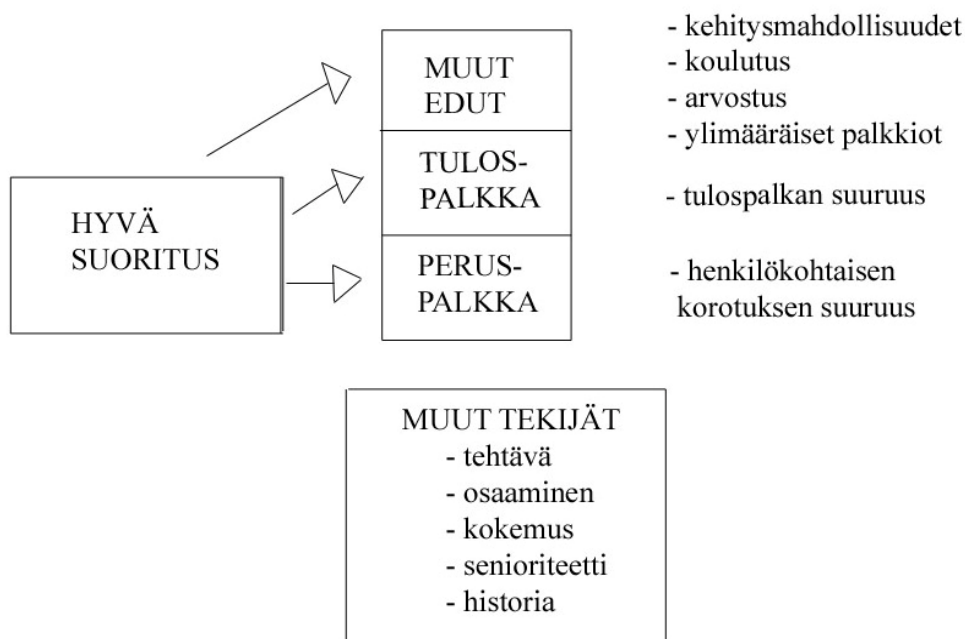 MUUT
EDUT
- kehitysmahdollisuudet
- koulutus
- arvostus
- ylimääräiset palkkiot
HYVÄ
SUORITUS
TULOS-
PALKKA
- tulospalkan suuruus
PERUS-
PALKKA
- henkilökohtaisen
korotuksen suuruus
MUUT TEKIJÄT
- tehtävä
- osaaminen
- kokemus
- senioriteetti
- historia